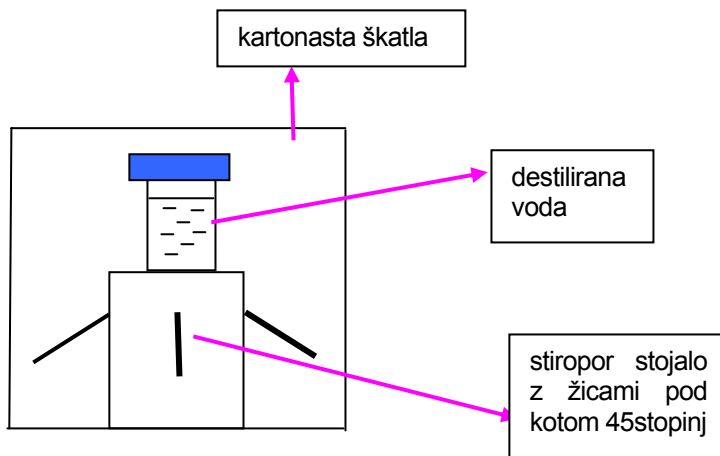 kartonasta škatla
destilirana
voda
stiropor stojalo
z žicami pod
kotom 45stopinj